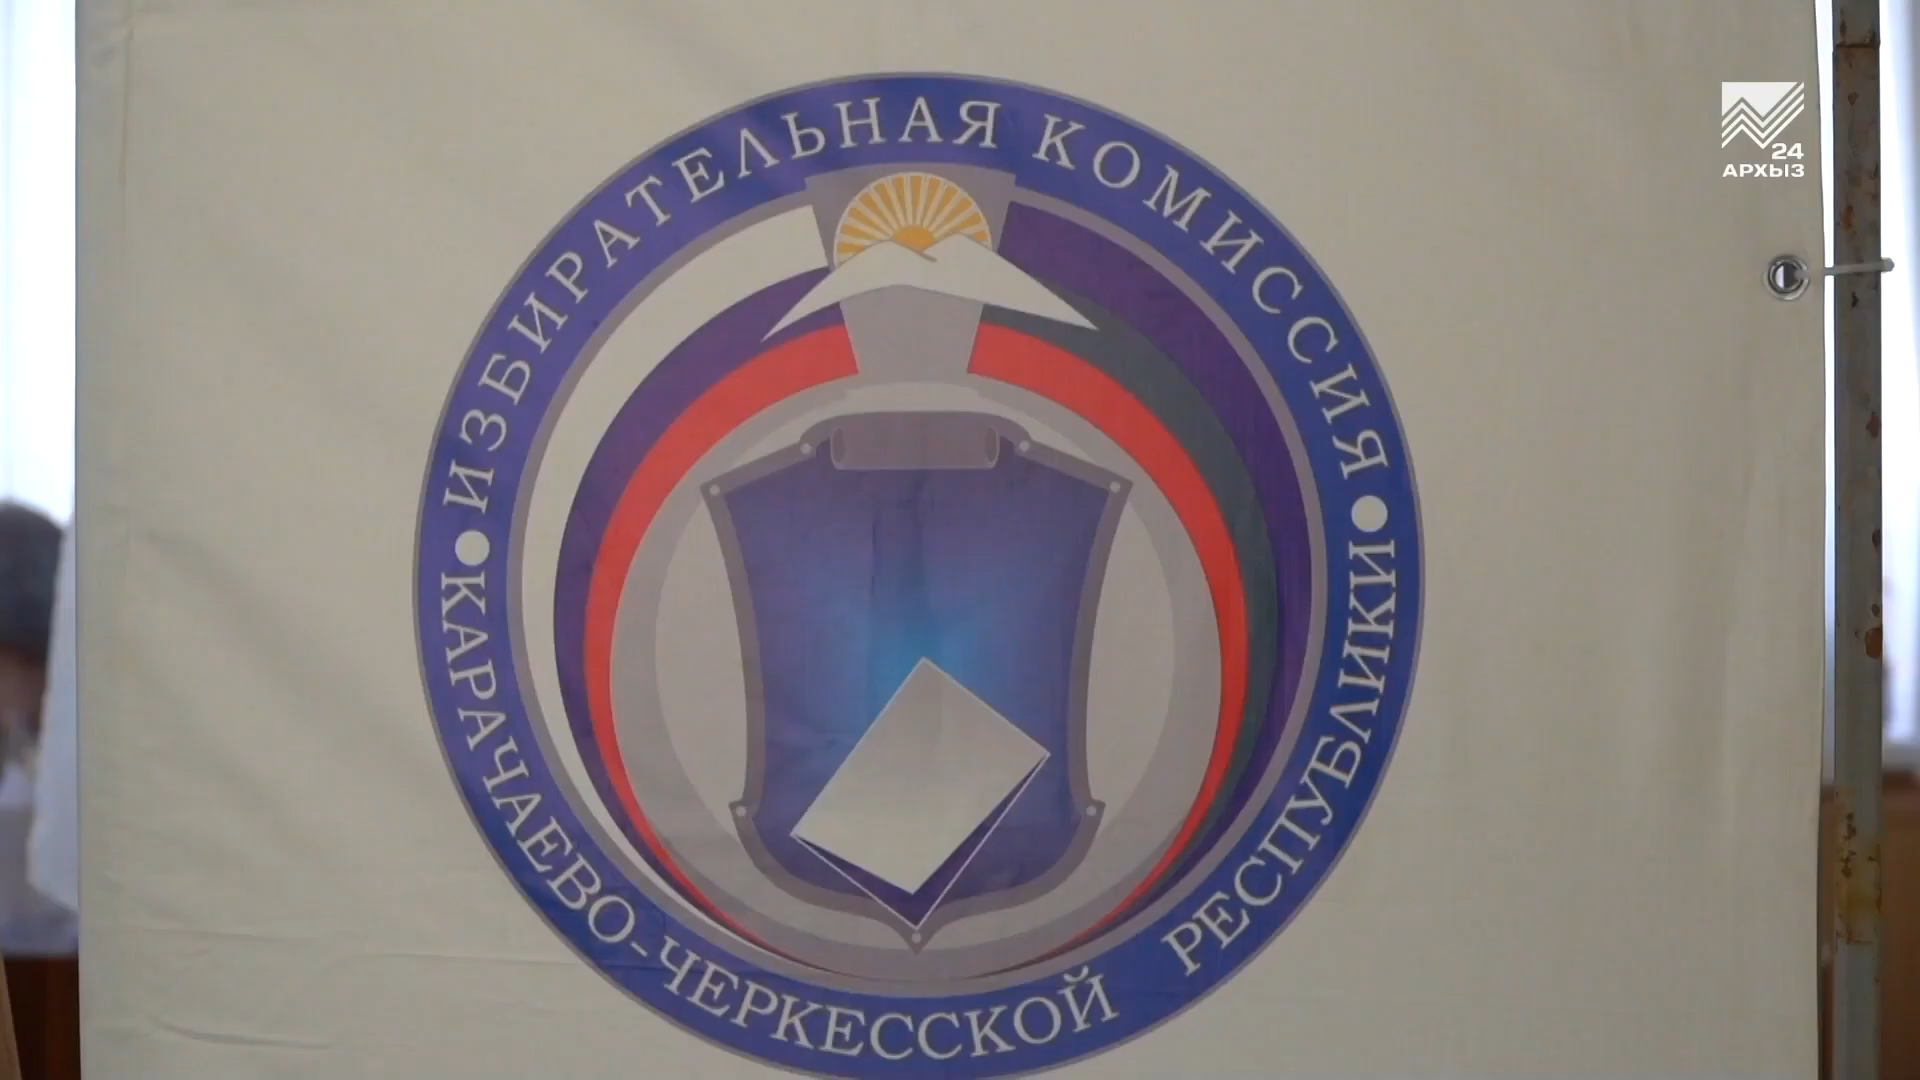 ИЗБИРАТЕЛЬНАЯ КОМИССИЯ
КАРАЧАЕВО-ЧЕРКЕССКОЙ РЕСПУБЛИКИ
24
АРХЫЗ